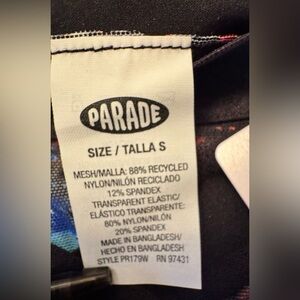 PARADE
SIZE / TALLA S
MESH/MALLA: 88% RECYCLED
NYLON/NILÓN RECICLADO
12% SPANDEX
TRANSPARENT ELASTIC/
ELÁSTICO TRANSPARENTE:
80% NYLON/NILÓN
20% SPANDEX
MADE IN BANGLADESH/
HECHO EN BANGLADESH
STYLE PR179W RN 97431